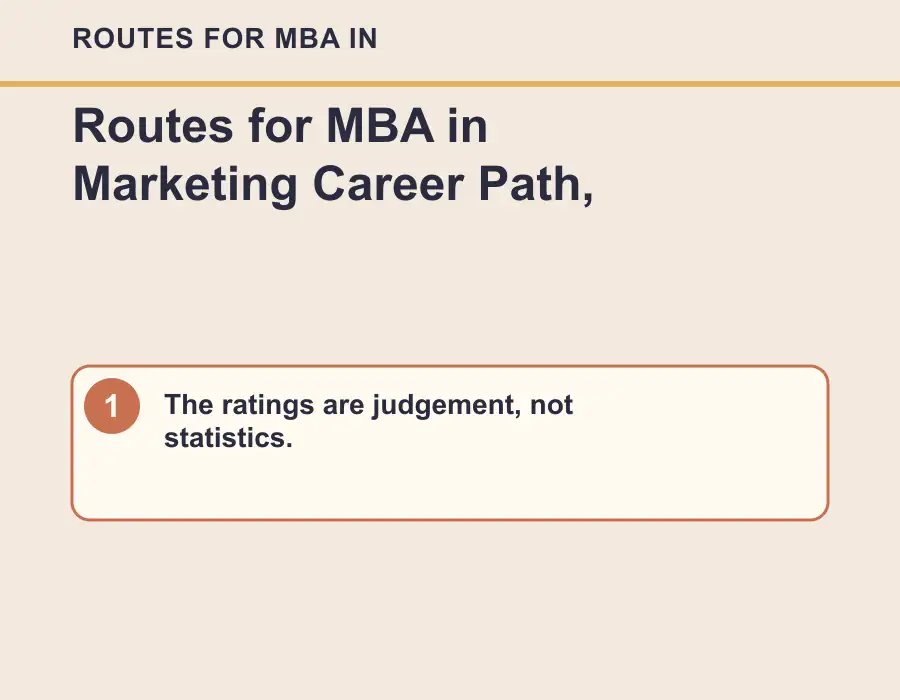 ROUTES FOR MBA IN
Routes for MBA in
Marketing Career Path,
1
The ratings are judgement, not
statistics.